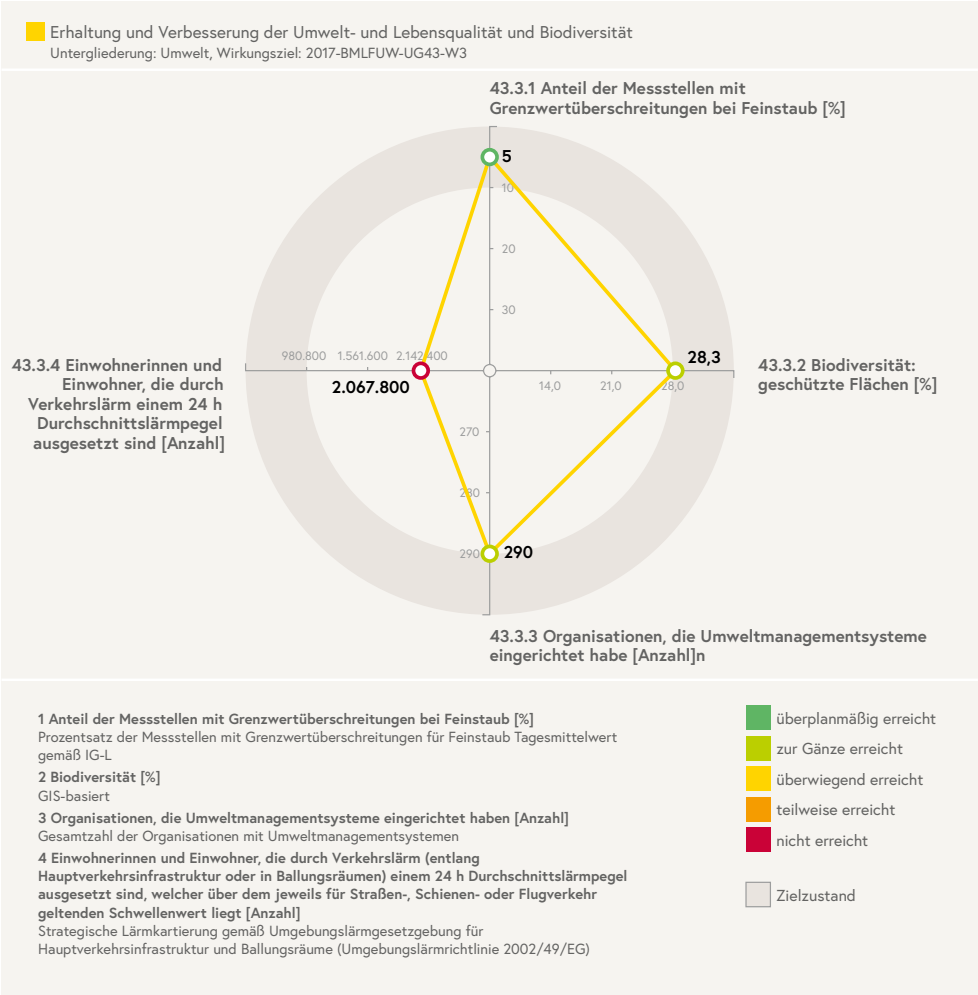 Erhaltung und Verbesserung der Umwelt- und Lebensqualität und Biodiversität
Untergliederung: Umwelt, Wirkungsziel: 2017-BMLFUW-UG43-W3
43.3.1 Anteil der Messstellen mit
Grenzwertüberschreitungen bei Feinstaub [%]
5
10
20
30
980.800 1.561.600 2.142.400
2.067.800
43.3.4 Einwohnerinnen und
Einwohner, die durch
Verkehrslärm einem 24 h
Durchschnittslärmpegel
ausgesetzt sind [Anzahl]
28,3
14,0 21,0 28,0
43.3.2 Biodiversität:
geschützte Flächen [%]
270
280
290
290
43.3.3 Organisationen, die Umweltmanagementsysteme
eingerichtet habe [Anzahl]n
1 Anteil der Messstellen mit Grenzwertüberschreitungen bei Feinstaub [%]
Prozentsatz der Messstellen mit Grenzwertüberschreitungen für Feinstaub Tagesmittelwert
gemäß IG-L
2 Biodiversität [%]
GIS-basiert
3 Organisationen, die Umweltmanagementsysteme eingerichtet haben [Anzahl]
Gesamtzahl der Organisationen mit Umweltmanagementsystemen
4 Einwohnerinnen und Einwohner, die durch Verkehrslärm (entlang
Hauptverkehrsinfrastruktur oder in Ballungsräumen) einem 24 h Durchschnittslärmpegel
ausgesetzt sind, welcher über dem jeweils für Straßen-, Schienen- oder Flugverkehr
geltenden Schwellenwert liegt [Anzahl]
Strategische Lärmkartierung gemäß Umgebungslärmgesetzgebung für
Hauptverkehrsinfrastruktur und Ballungsräume (Umgebungslärmrichtlinie 2002/49/EG)
überplanmäßig erreicht
zur Gänze erreicht
überwiegend erreicht
teilweise erreicht
nicht erreicht
Zielzustand